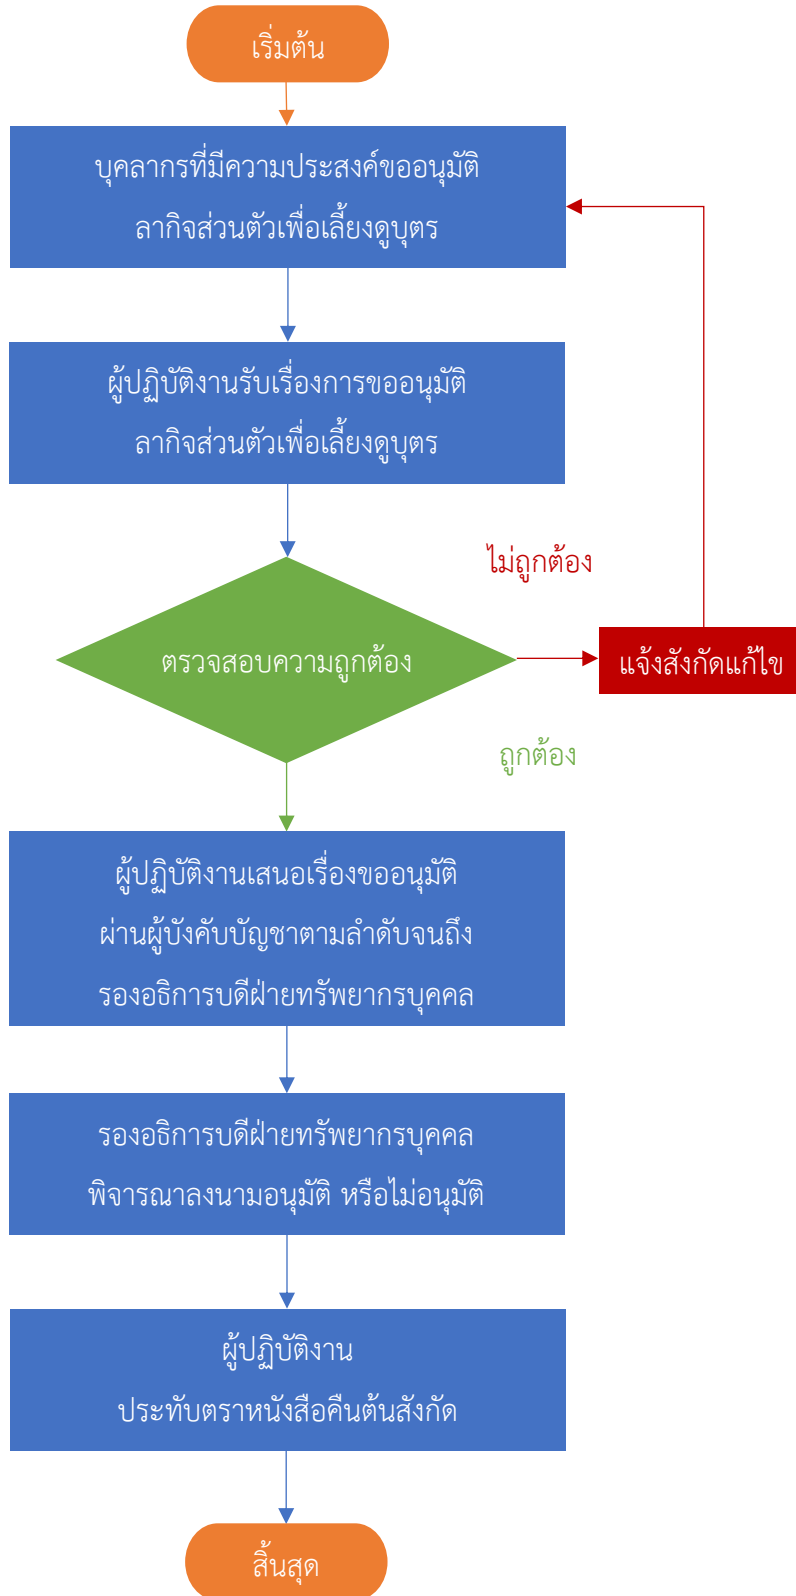 เริ่มต้น
บุคลากรที่มีความประสงค์ขออนุมัติ
ลากิจส่วนตัวเพื่อเลี้ยงดูบุตร
ผู้ปฏิบัติงานรับเรื่องการขออนุมัติ
ลากิจส่วนตัวเพื่อเลี้ยงดูบุตร
ไม่ถูกต้อง
ตรวจสอบความถูกต้อง
แจ้งสังกัดแก้ไข
ถูกต้อง
ผู้ปฏิบัติงานเสนอเรื่องขออนุมัติ
ผ่านผู้บังคับบัญชาตามลำดับจนถึง
รองอธิการบดีฝ่ายทรัพยากรบุคคล
รองอธิการบดีฝ่ายทรัพยากรบุคคล
พิจารณาลงนามอนุมัติ หรือไม่อนุมัติ
ผู้ปฏิบัติงาน
ประทับตราหนังสือคืนต้นสังกัด
สิ้นสุด